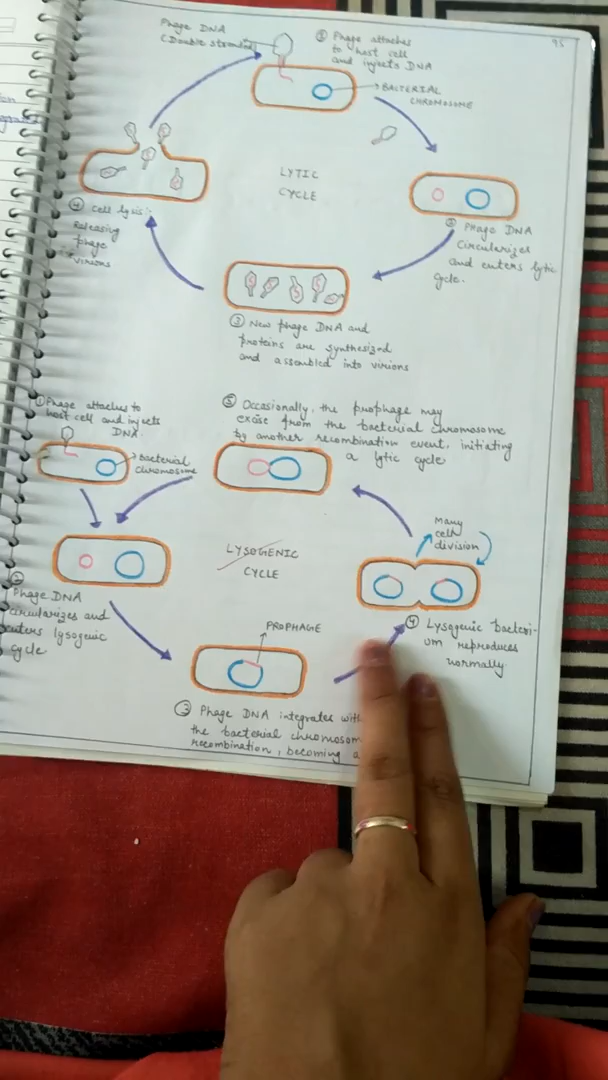 95
Phage DNA
(Double stranded)
① Phage attaches
to host cell
and injects DNA
BACTERIAL
CHROMOSOME
LYTIC
CYCLE
② Phage DNA
circularizes
and enters lytic
cycle.
③ New phage DNA and
proteins are synthesized
and assembled into virions
④ Cell lysis:
Releasing
phage
virions
① Phage attaches to
host cell and injects
DNA.
Bacterial
chromosome
⑤ Occasionally, the prophage may
excise from the bacterial chromosome
by another recombination event, initiating
a lytic cycle
LYSOGENIC
CYCLE
Many
cell
division
② Phage DNA
circularizes and
enters lysogenic
cycle
PROPHAGE
④ Lysogenic bacteri-
um reproduces
normally
③ Phage DNA integrates with
the bacterial chromosom
recombination, becoming a